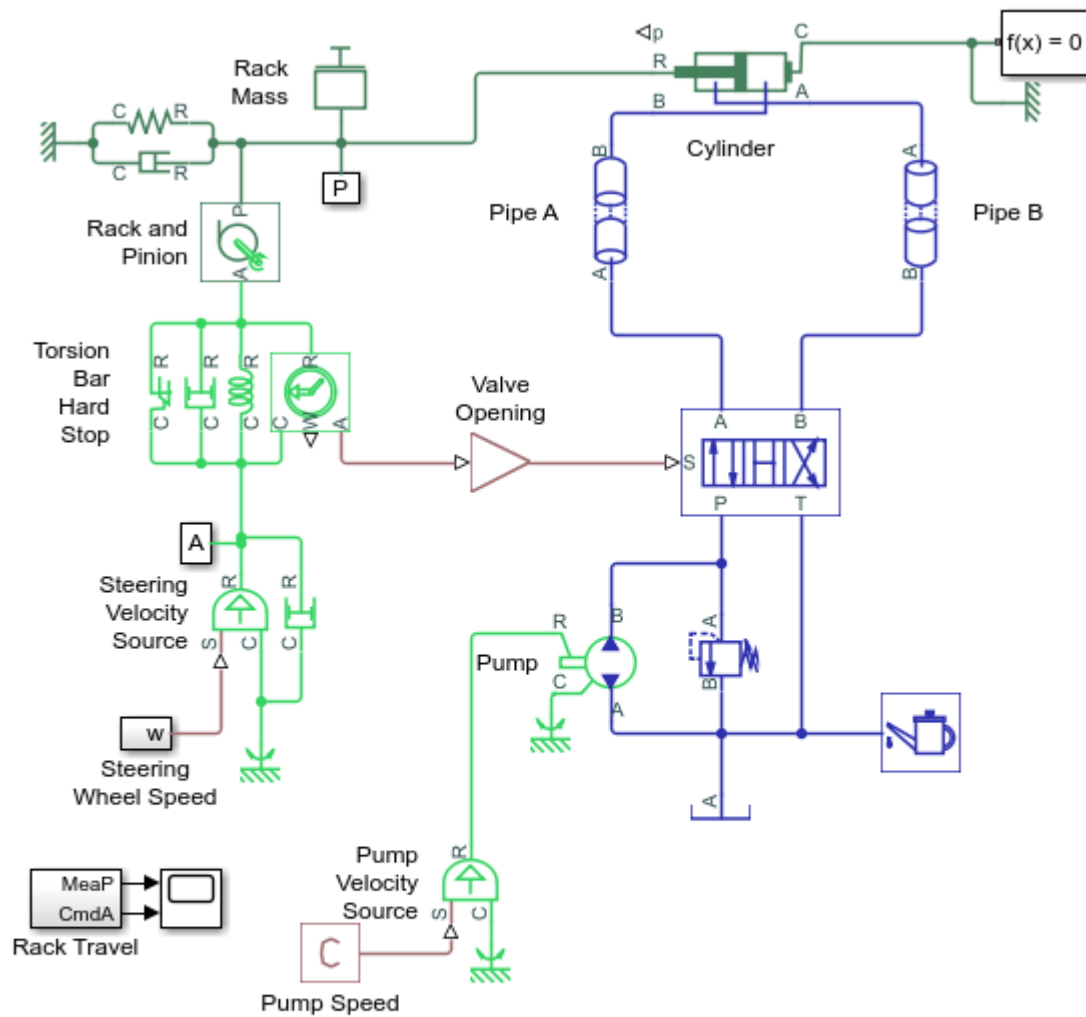 p
C
f(x) = 0
R
Rack
Mass
A
B
C
R
Cylinder
C
R
B
A
P
Pipe A
Pipe B
P
Rack and
Pinion
A
A
B
Torsion
Bar
Hard
Stop
R
R
R
R
C
C
C
C
W
A
Valve
Opening
A
B
S
P
T
A
Steering
Velocity
Source
R
R
S
C
C
B
A
R
Pump
C
B
A
w
Steering
Wheel Speed
A
Pump
Velocity
Source
R
S
C
MeaP
CmdA
Rack Travel
C
Pump Speed